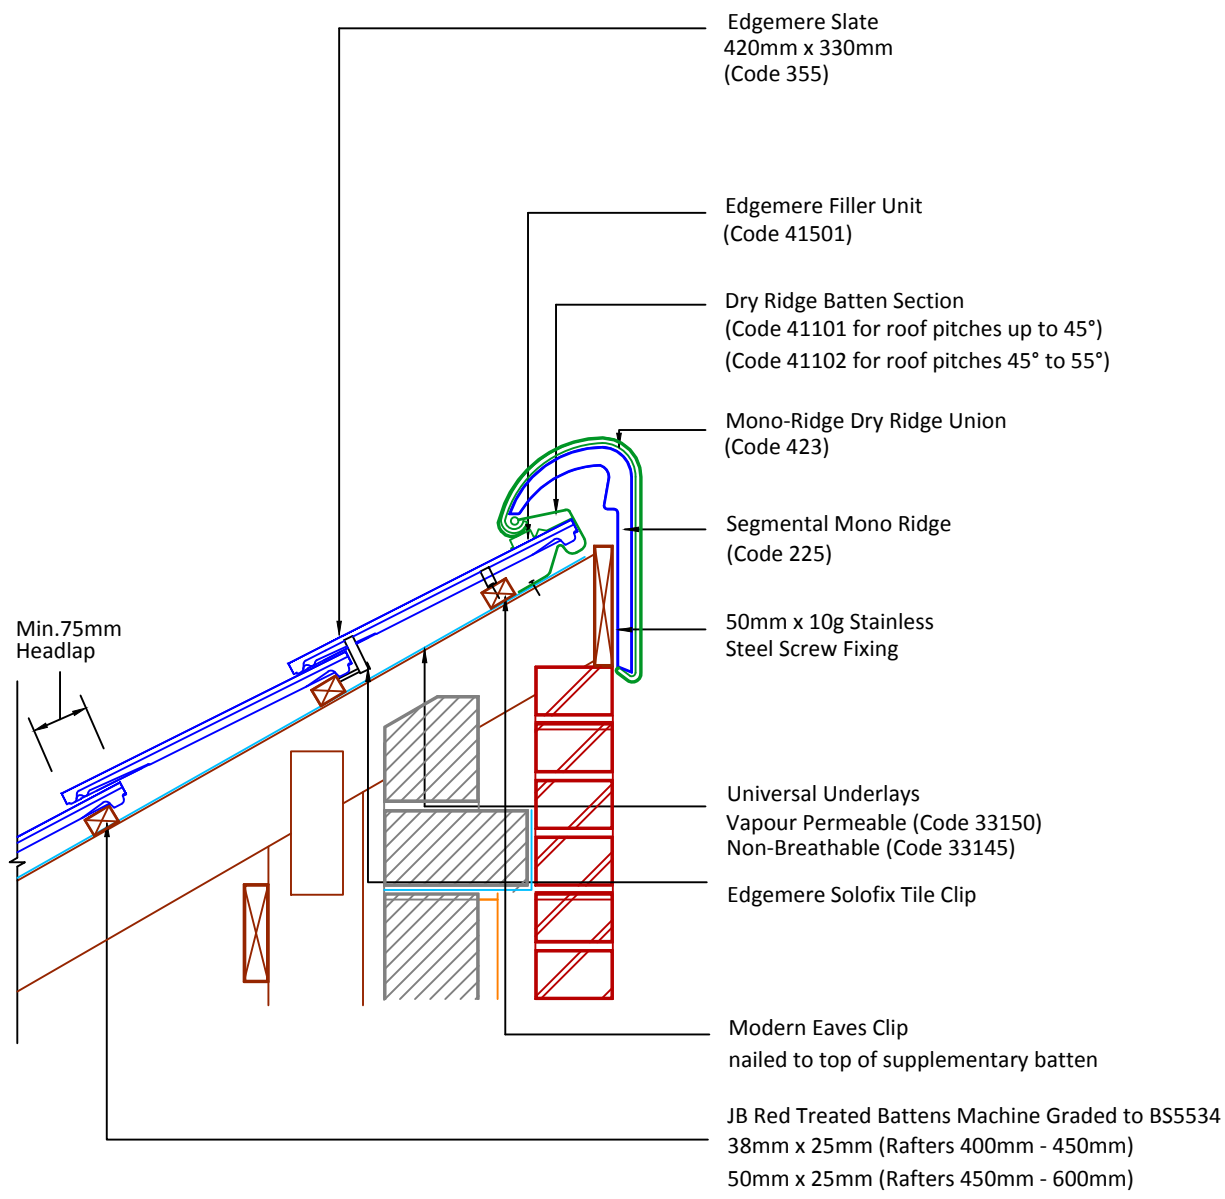 Edgemere Slate
420mm x 330mm
(Code 355)
Edgemere Filler Unit
(Code 41501)
Dry Ridge Batten Section
(Code 41101 for roof pitches up to 45°)
(Code 41102 for roof pitches 45° to 55°)
Mono-Ridge Dry Ridge Union
(Code 423)
Segmental Mono Ridge
(Code 225)
50mm x 10g Stainless
Steel Screw Fixing
Min.75mm
Headlap
Universal Underlays
Vapour Permeable (Code 33150)
Non-Breathable (Code 33145)
Edgemere Solofix Tile Clip
Modern Eaves Clip
nailed to top of supplementary batten
JB Red Treated Battens Machine Graded to BS5534
38mm x 25mm (Rafters 400mm - 450mm)
50mm x 25mm (Rafters 450mm - 600mm)